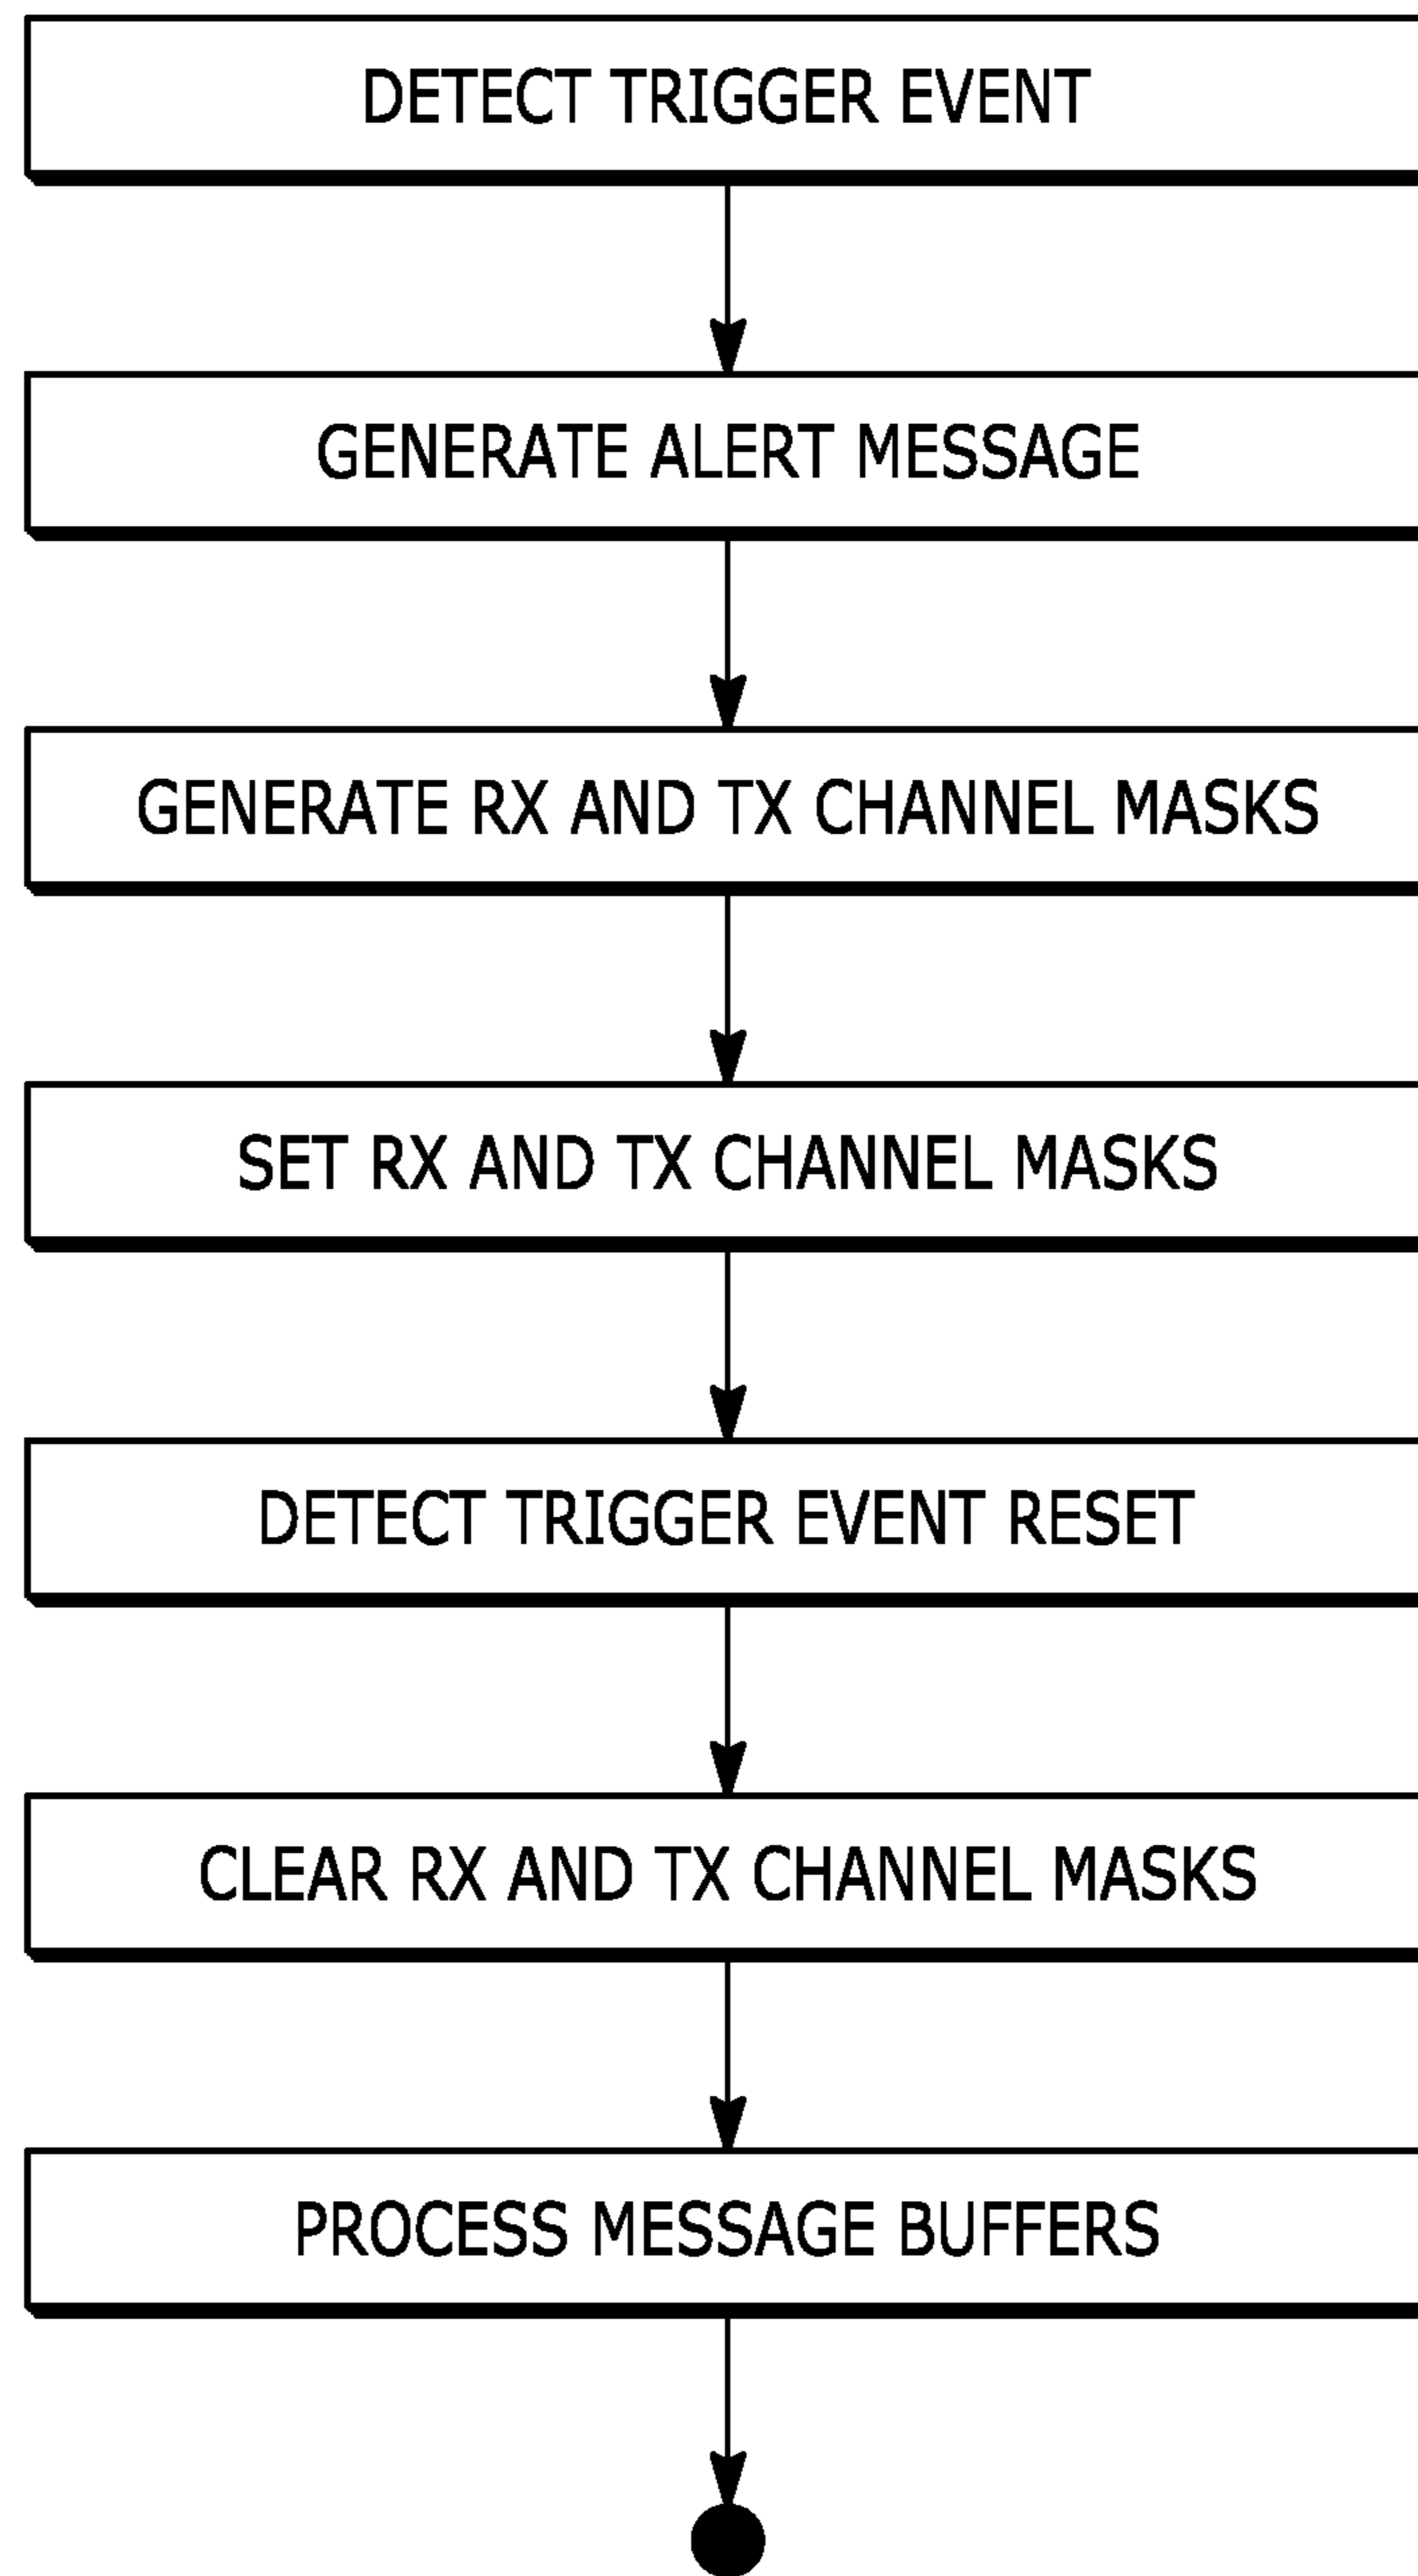 DETECT TRIGGER EVENT
GENERATE ALERT MESSAGE
GENERATE RX AND TX CHANNEL MASKS
SET RX AND TX CHANNEL MASKS
DETECT TRIGGER EVENT RESET
CLEAR RX AND TX CHANNEL MASKS
PROCESS MESSAGE BUFFERS